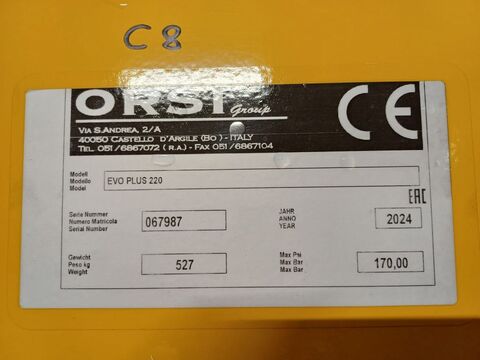 C 8
ORSI Group
CE
VIA S.ANDREA, 2/A
40050 CASTELLO D'ARGILE (BO) - ITALY
TEL. 051/6867072 (R.A.) - FAX 051/6867104
Modell
Modello
Model
EVO PLUS 220
EAC
Serie Nummer
Numero Matricola
Serial Number
067987
JAHR
ANNO
YEAR
2024
Gewicht
Peso kg
Weight
527
Max Psi
Max Bar
Max Bar
170,00